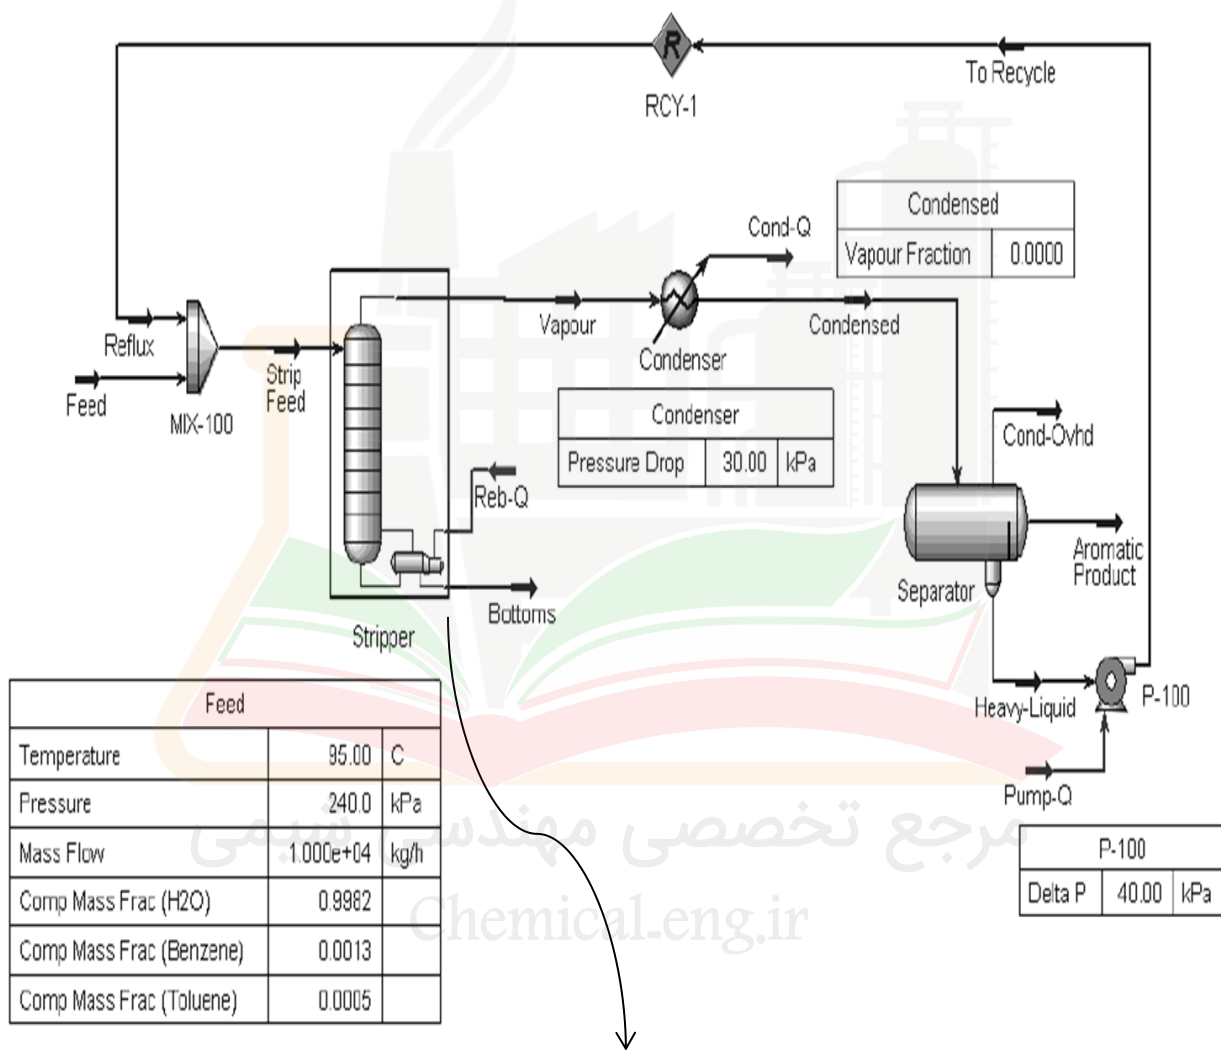 R
RCY-1
To Recycle
Condensed
Vapour Fraction 0.0000
Cond-Q
Reflux
Feed
MIX-100
Strip
Feed
Vapour
Condenser
Condensed
Condenser
Pressure Drop 30.00 kPa
Cond-Ovhd
Reb-Q
Aromatic
Product
Separator
Bottoms
Stripper
Heavy-Liquid
P-100
Pump-Q
Feed
Temperature 95.00 C
Pressure 240.0 kPa
Mass Flow 1.000e+04 kg/h
Comp Mass Frac (H2O) 0.9982
Comp Mass Frac (Benzene) 0.0013
Comp Mass Frac (Toluene) 0.0005
P-100
Delta P 40.00 kPa
مرجع تخصصی مهندسی شیمی
Chemical-eng.ir